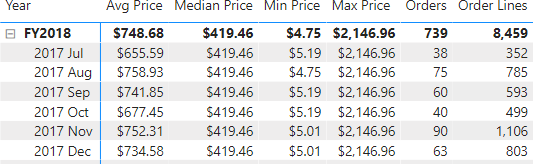 Year Avg Price Median Price Min Price Max Price Orders Order Lines
FY2018 $748.68 $419.46 $4.75 $2,146.96 739 8,459
2017 Jul $655.59 $419.46 $5.19 $2,146.96 38 352
2017 Aug $758.93 $419.46 $4.75 $2,146.96 75 785
2017 Sep $741.85 $419.46 $5.19 $2,146.96 60 593
2017 Oct $677.45 $419.46 $5.19 $2,146.96 40 499
2017 Nov $752.31 $419.46 $5.01 $2,146.96 90 1,106
2017 Dec $734.58 $419.46 $5.01 $2,146.96 63 803